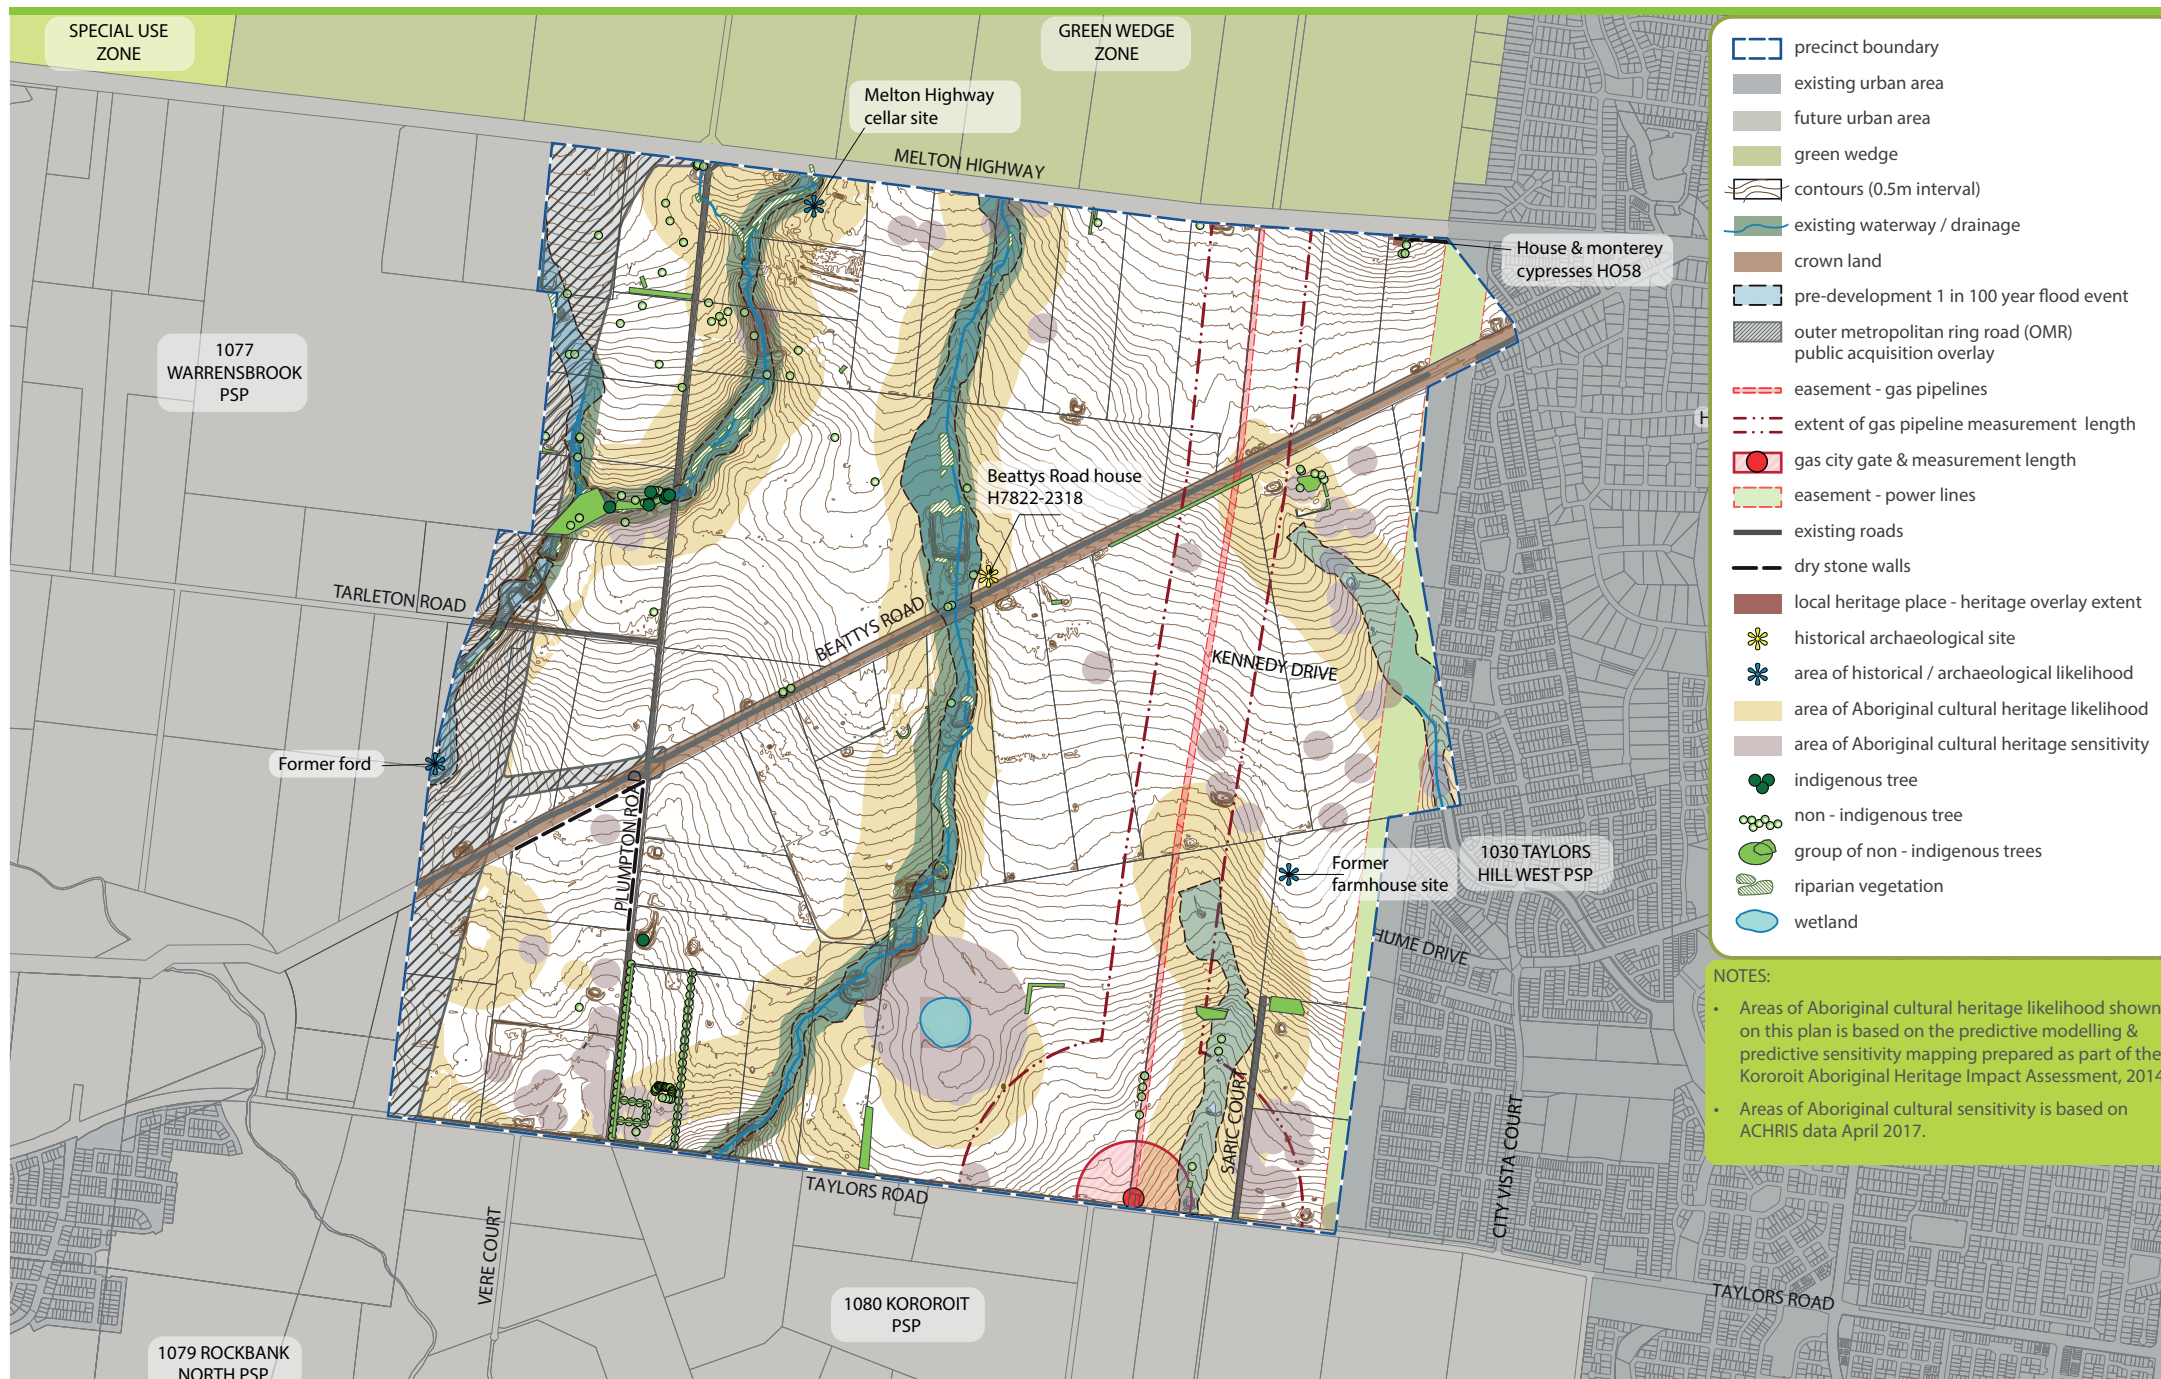 SPECIAL USE
ZONE
GREEN WEDGE
ZONE
Melton Highway
cellar site
MELTON HIGHWAY
House & monterey
cypresses HO58
1077
WARRENSBROOK
PSP
Beattys Road house
H7822-2318
TARLETON ROAD
BEATTYS ROAD
KENNEDY DRIVE
Former ford
PLUMPTON ROAD
Former
farmhouse site
1030 TAYLORS
HILL WEST PSP
HUME DRIVE
SARIC COURT
CITY VISTA COURT
TAYLORS ROAD
VERE COURT
TAYLORS ROAD
1080 KOROROIT
PSP
1079 ROCKBANK
NORTH PSP
H
precinct boundary
existing urban area
future urban area
green wedge
contours (0.5m interval)
existing waterway / drainage
crown land
pre-development 1 in 100 year flood event
outer metropolitan ring road (OMR)
public acquisition overlay
easement - gas pipelines
extent of gas pipeline measurement length
gas city gate & measurement length
easement - power lines
existing roads
dry stone walls
local heritage place - heritage overlay extent
historical archaeological site
area of historical / archaeological likelihood
area of Aboriginal cultural heritage likelihood
area of Aboriginal cultural heritage sensitivity
indigenous tree
non - indigenous tree
group of non - indigenous trees
riparian vegetation
wetland
NOTES:
• Areas of Aboriginal cultural heritage likelihood shown
on this plan is based on the predictive modelling &
predictive sensitivity mapping prepared as part of the
Kororoit Aboriginal Heritage Impact Assessment, 2014
• Areas of Aboriginal cultural sensitivity is based on
ACHRIS data April 2017.